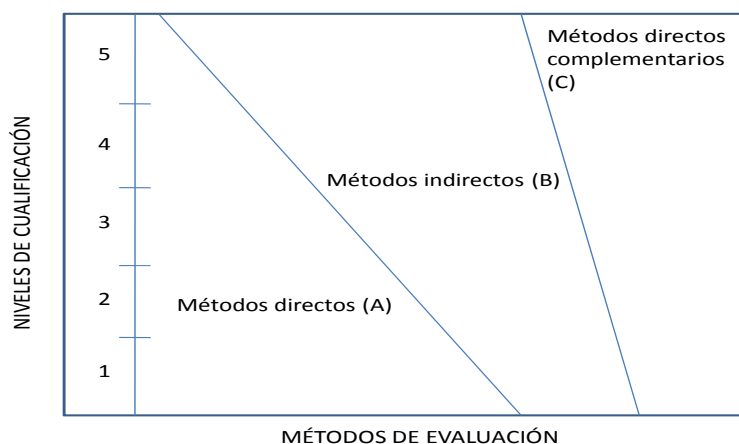 NIVELES DE CUALIFICACIÓN
5
4
3
2
1
Métodos directos
complementarios
(C)
Métodos indirectos (B)
Métodos directos (A)
MÉTODOS DE EVALUACIÓN